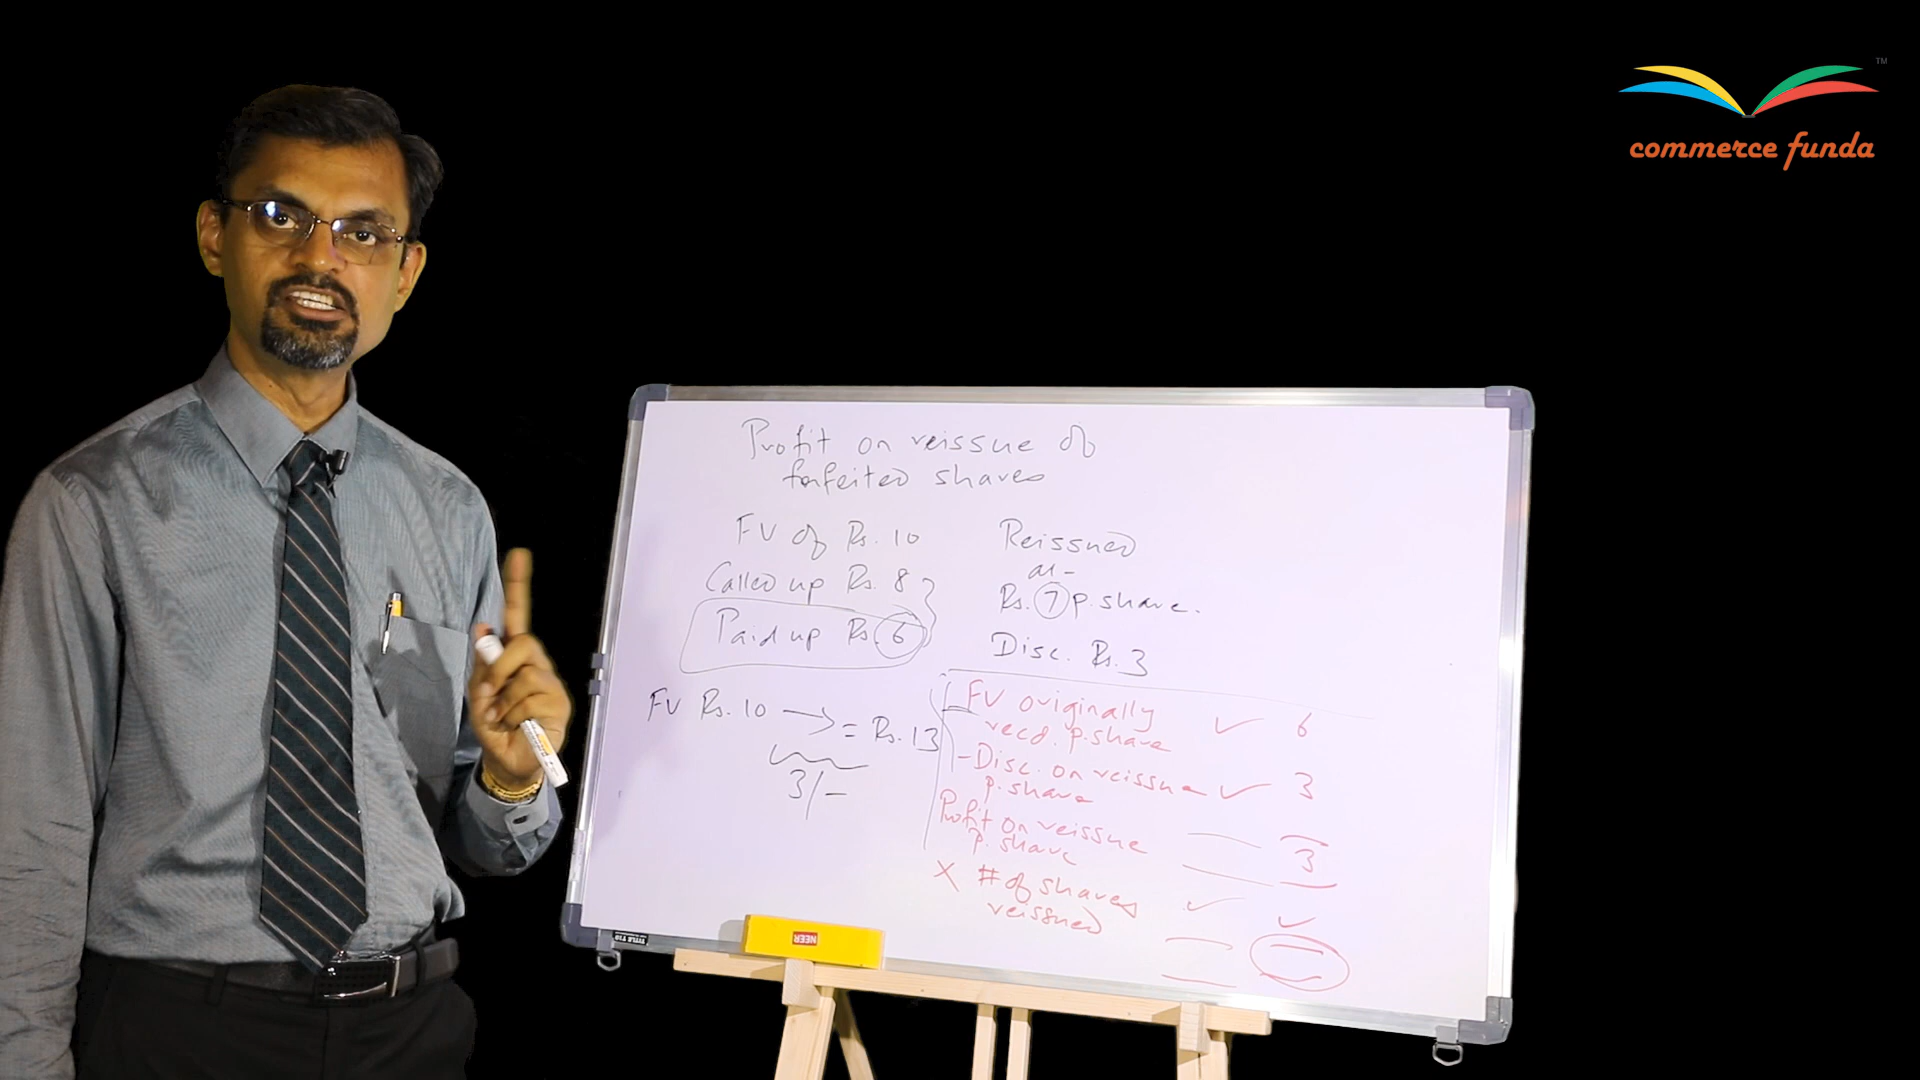 TM
commerce funda
Profit on reissue of
forfeited shares
FV of Rs. 10
Called up Rs. 8
Paid up Rs. 6
Reissued
at
Rs. 7 p. share.
Disc. Rs. 3
FV Rs. 10 → = Rs. 13
3/-
FV originally
recd. p. share ✓ 6
- Disc. on reissue
p. share ✓ 3
Profit on reissue
p. share 3
X # of shares
reissued ✓ ✓
NEER